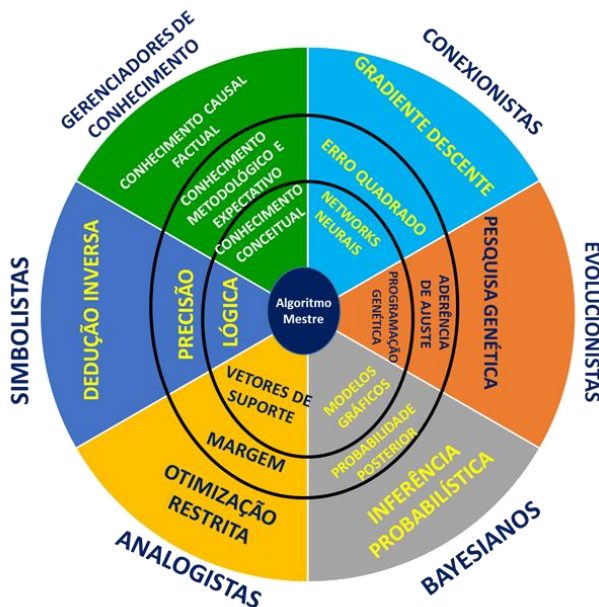 GERENCIADORES DE
CONHECIMENTO
CONHECIMENTO CAUSAL
FACTUAL
CONHECIMENTO
METODOLÓGICO E
EXPECTATIVO
CONHECIMENTO
CONCEITUAL
CONEXIONISTAS
GRADIENTE DESCENTE
ERRO QUADRADO
NETWORKS
NEURAIS
EVOLUCIONISTAS
PESQUISA GENÉTICA
ADERÊNCIA
DE AJUSTE
PROGRAMAÇÃO
GENÉTICA
BAYESIANOS
INFERÊNCIA
PROBABILÍSTICA
PROBABILIDADE
POSTERIOR
MODELOS
GRÁFICOS
ANALOGISTAS
OTIMIZAÇÃO
RESTRITA
MARGEM
VETORES DE
SUPORTE
SIMBOLISTAS
DEDUÇÃO INVERSA
PRECISÃO
LÓGICA
Algoritmo
Mestre